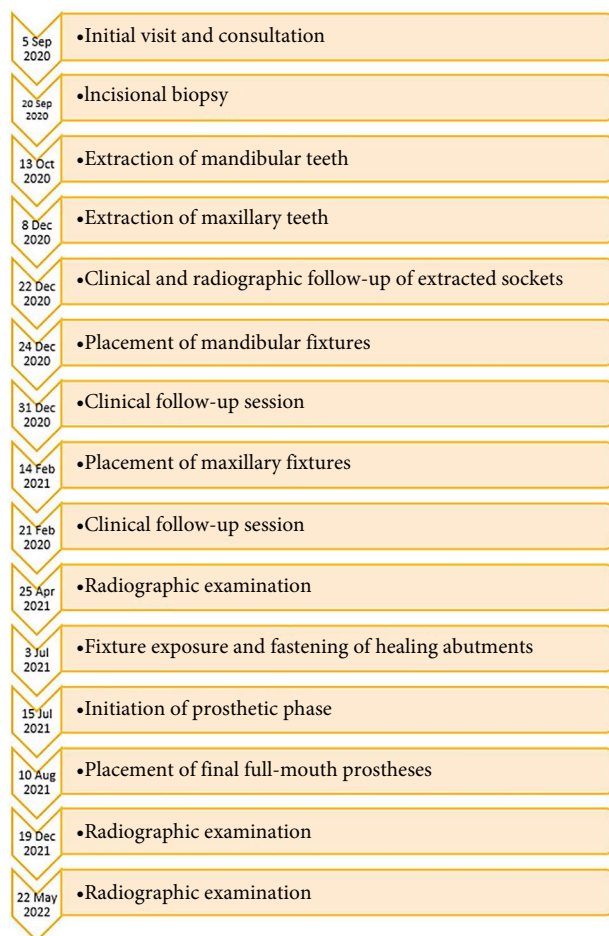 5 Sep
2020
•Initial visit and consultation
20 Sep
2020
•Incisional biopsy
13 Oct
2020
•Extraction of mandibular teeth
8 Dec
2020
•Extraction of maxillary teeth
22 Dec
2020
•Clinical and radiographic follow-up of extracted sockets
24 Dec
2020
•Placement of mandibular fixtures
31 Dec
2020
•Clinical follow-up session
14 Feb
2021
•Placement of maxillary fixtures
21 Feb
2020
•Clinical follow-up session
25 Apr
2021
•Radiographic examination
3 Jul
2021
•Fixture exposure and fastening of healing abutments
15 Jul
2021
•Initiation of prosthetic phase
10 Aug
2021
•Placement of final full-mouth prostheses
19 Dec
2021
•Radiographic examination
22 May
2022
•Radiographic examination